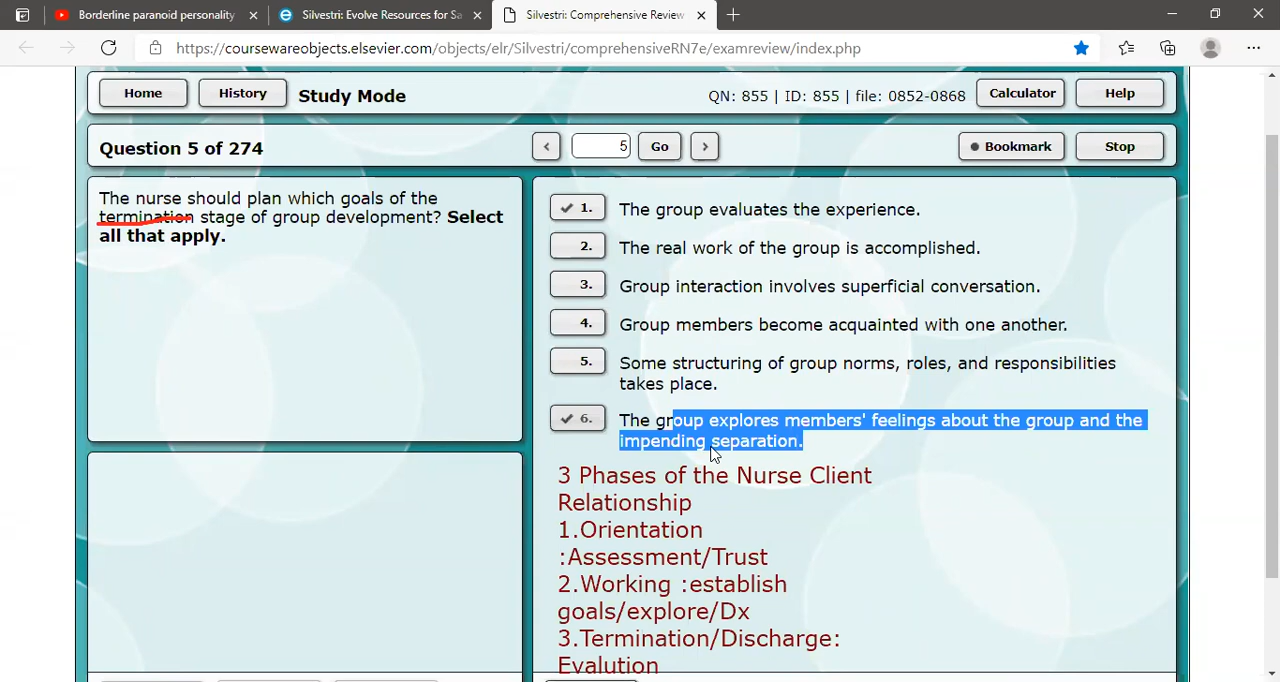 Borderline paranoid personality
Silvestri: Evolve Resources for Sa
Silvestri: Comprehensive Review
https://coursewareobjects.elsevier.com/objects/elr/Silvestri/comprehensiveRN7e/examreview/index.php
Home
History
Study Mode
QN: 855 | ID: 855 | file: 0852-0868
Calculator
Help
Question 5 of 274
5
Go
Bookmark
Stop
The nurse should plan which goals of the
termination stage of group development? Select
all that apply.
1. The group evaluates the experience.
2. The real work of the group is accomplished.
3. Group interaction involves superficial conversation.
4. Group members become acquainted with one another.
5. Some structuring of group norms, roles, and responsibilities
takes place.
6. The group explores members' feelings about the group and the
impending separation.
3 Phases of the Nurse Client
Relationship
1.Orientation
:Assessment/Trust
2.Working :establish
goals/explore/Dx
3.Termination/Discharge:
Evalution